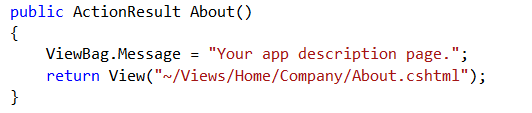 public ActionResult About()
{
    ViewBag.Message = "Your app description page.";
    return View("~/Views/Home/Company/About.cshtml");
}